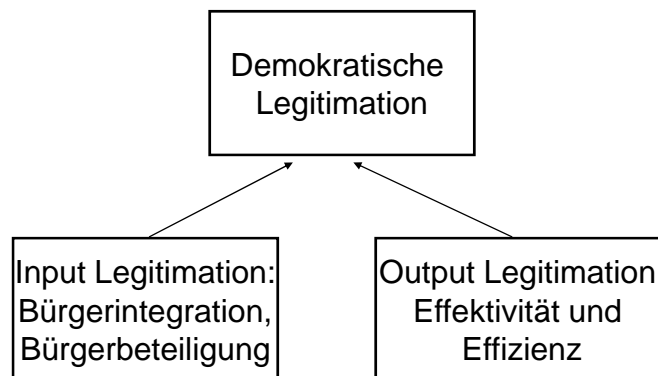 Demokratische
Legitimation
Input Legitimation:
Bürgerintegration,
Bürgerbeteiligung
Output Legitimation
Effektivität und
Effizienz